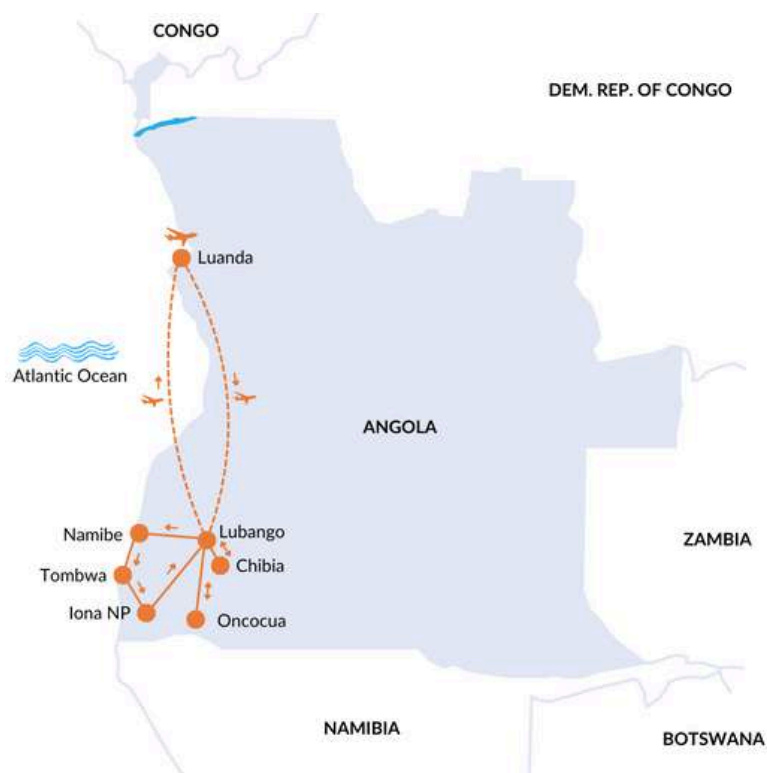 CONGO
DEM. REP. OF CONGO
Luanda
Atlantic Ocean
ANGOLA
Namibe
Lubango
ZAMBIA
Tombwa
Chibia
Iona NP
Oncocua
NAMIBIA
BOTSWANA